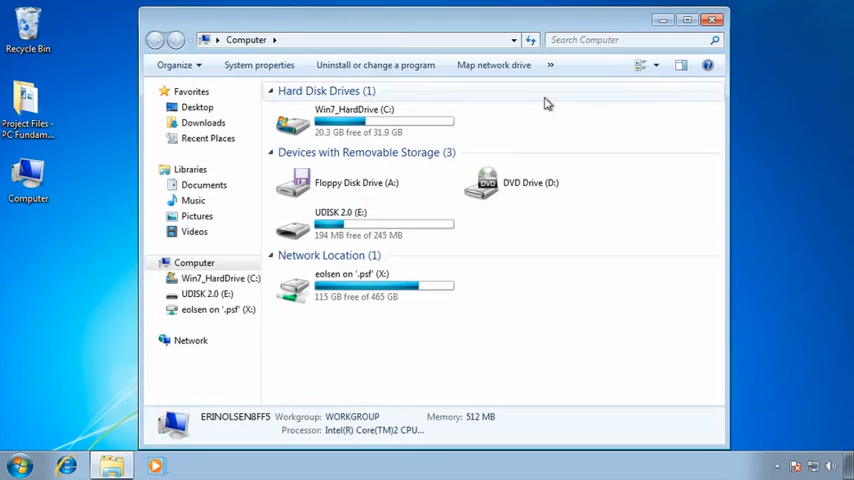 Recycle Bin
Project Files -
PC Fundam...
Computer
Computer
Search Computer
Organize System properties Uninstall or change a program Map network drive »
Favorites
Desktop
Downloads
Recent Places
Libraries
Documents
Music
Pictures
Videos
Computer
Win7_HardDrive (C:)
UDISK 2.0 (E:)
eolsen on '.psf' (X:)
Network
Hard Disk Drives (1)
Win7_HardDrive (C:)
20.3 GB free of 31.9 GB
Devices with Removable Storage (3)
Floppy Disk Drive (A:)
DVD
DVD Drive (D:)
UDISK 2.0 (E:)
194 MB free of 245 MB
Network Location (1)
eolsen on '.psf' (X:)
115 GB free of 465 GB
ERINOLSEN8FF5 Workgroup: WORKGROUP Memory: 512 MB
Processor: Intel(R) Core(TM)2 CPU...